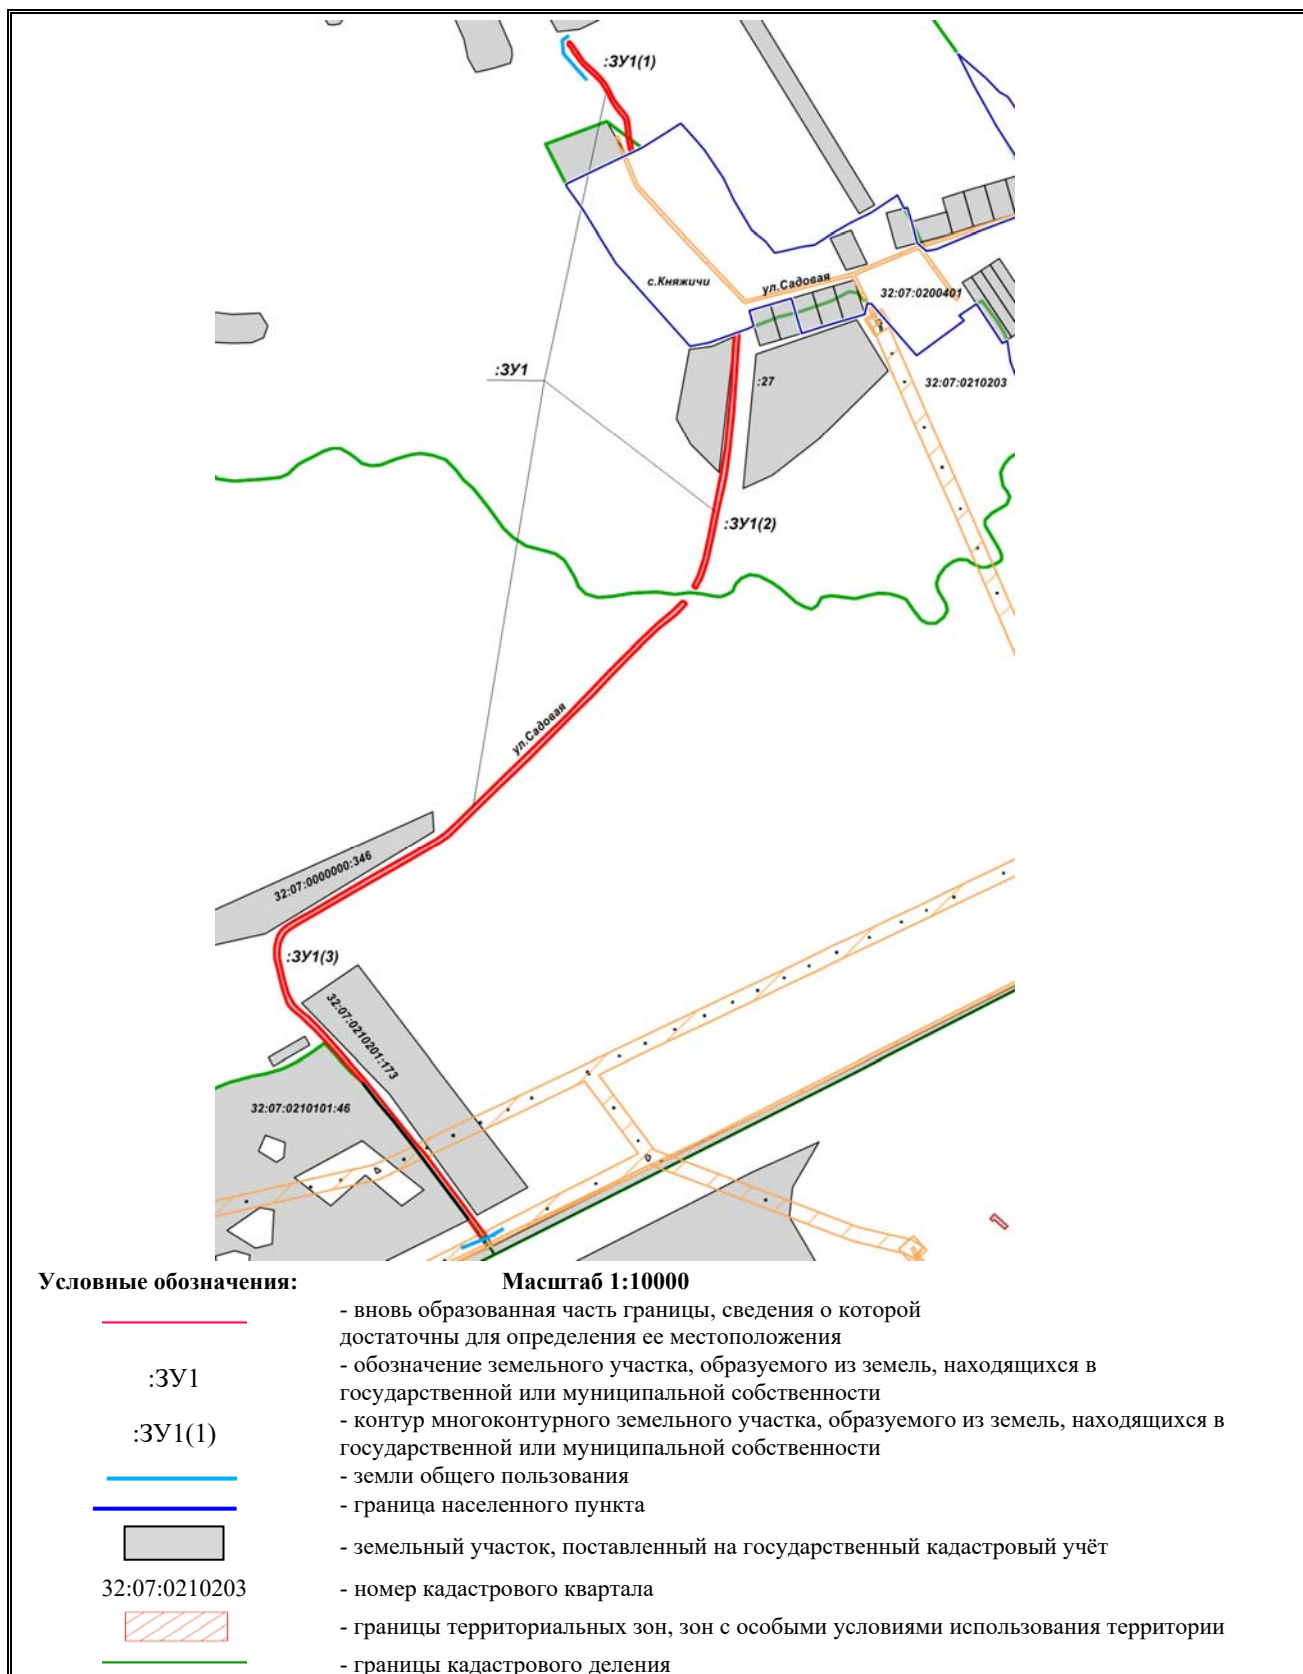 :ЗУ1(1)
с.Княжичи
ул.Садовая
32:07:0200401
:ЗУ1
:27
32:07:0210203
:ЗУ1(2)
ул.Садовая
32:07:0000000:346
:ЗУ1(3)
32:07:0210201:173
32:07:0210101:46
Условные обозначения:
Масштаб 1:10000
- вновь образованная часть границы, сведения о которой
достаточны для определения ее местоположения
:ЗУ1
- обозначение земельного участка, образуемого из земель, находящихся в
государственной или муниципальной собственности
:ЗУ1(1)
- контур многоконтурного земельного участка, образуемого из земель, находящихся в
государственной или муниципальной собственности
- земли общего пользования
- граница населенного пункта
- земельный участок, поставленный на государственный кадастровый учёт
32:07:0210203
- номер кадастрового квартала
- границы территориальных зон, зон с особыми условиями использования территории
- границы кадастрового деления